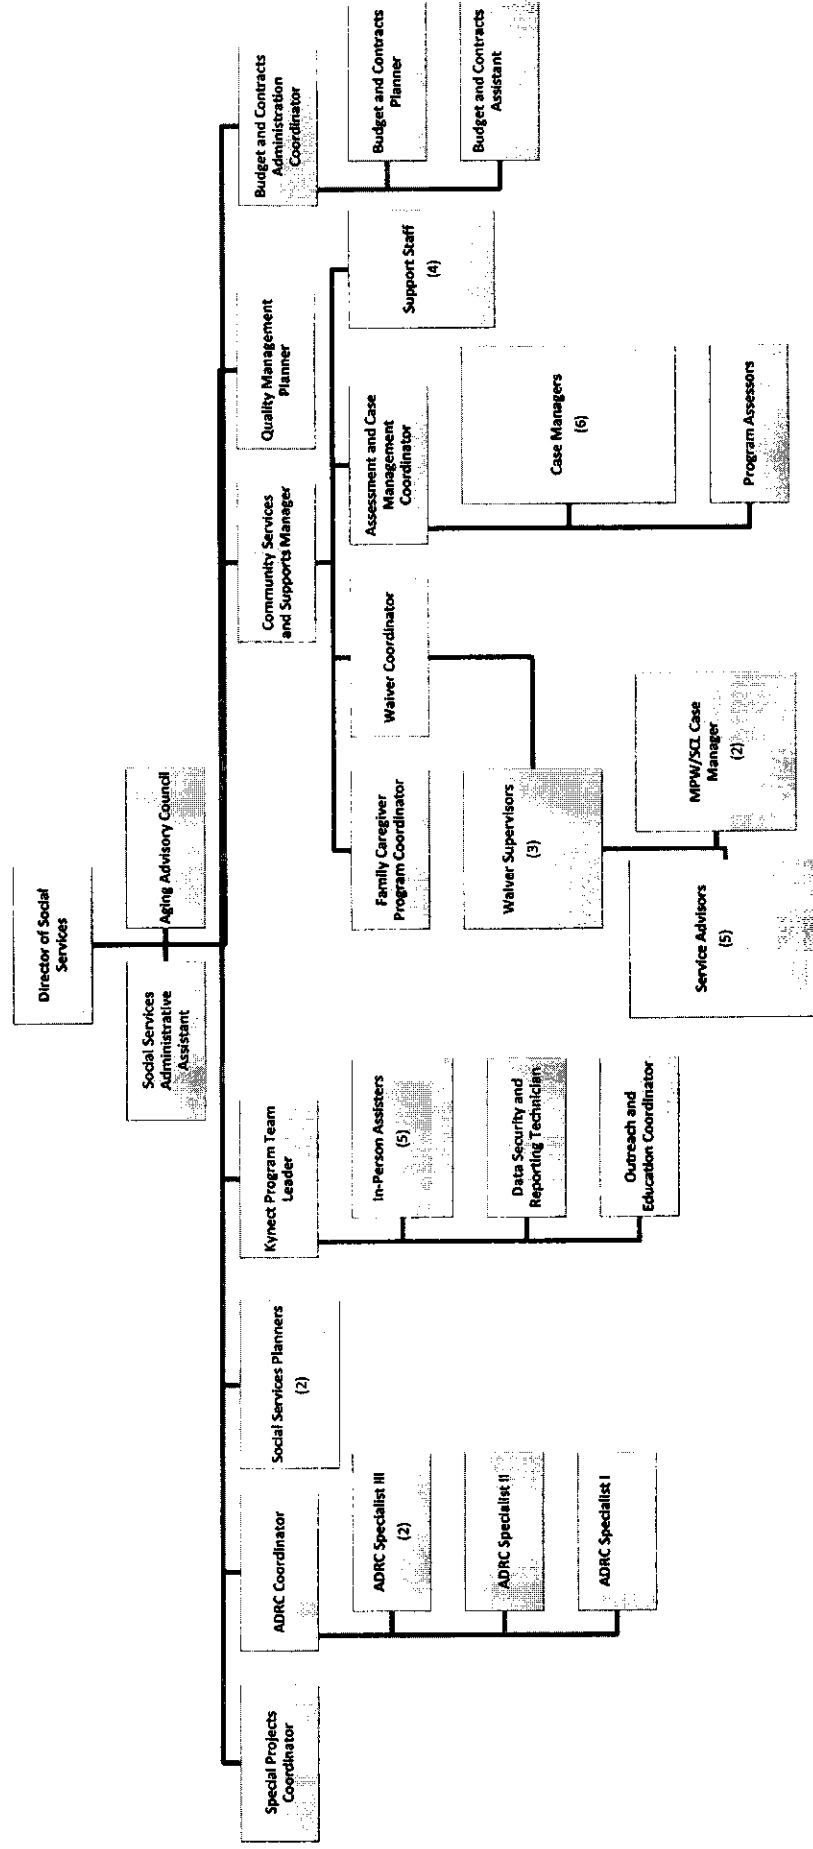 Director of Social
Services
Social Services
Administrative
Assistant
Aging Advisory Council
Special Projects
Coordinator
ADRC Coordinator
Social Services Planners
(2)
Kynect Program Team
Leader
Community Services
and Supports Manager
Quality Management
Planner
Budget and Contracts
Administration
Coordinator
ADRC Specialist III
(2)
ADRC Specialist II
ADRC Specialist I
In-Person Assisters
(5)
Data Security and
Reporting Technician
Outreach and
Education Coordinator
Family Caregiver
Program Coordinator
Waiver Coordinator
Assessment and Case
Management
Coordinator
Support Staff
(4)
Budget and Contracts
Planner
Budget and Contracts
Assistant
Waiver Supervisors
(3)
Case Managers
(6)
Service Advisors
(5)
MPW/SCL Case
Manager
(2)
Program Assessors